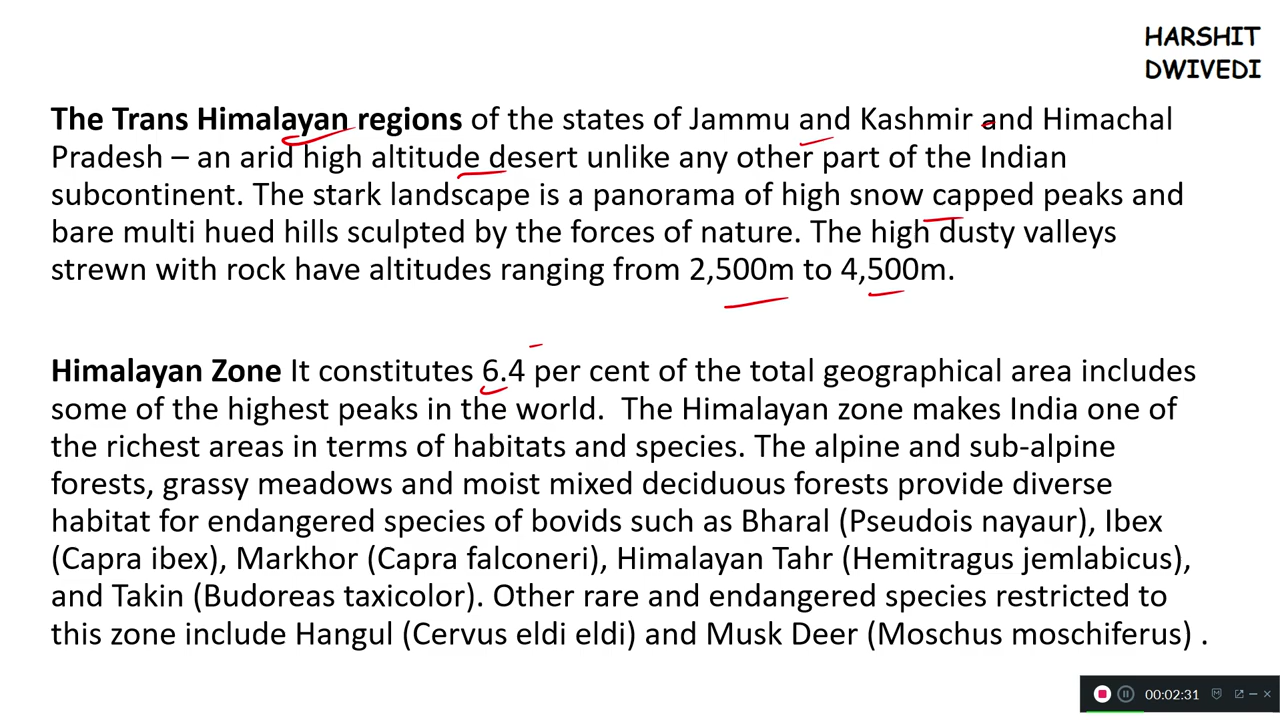 HARSHIT
DWIVEDI
The Trans Himalayan regions of the states of Jammu and Kashmir and Himachal
Pradesh – an arid high altitude desert unlike any other part of the Indian
subcontinent. The stark landscape is a panorama of high snow capped peaks and
bare multi hued hills sculpted by the forces of nature. The high dusty valleys
strewn with rock have altitudes ranging from 2,500m to 4,500m.
Himalayan Zone It constitutes 6.4 per cent of the total geographical area includes
some of the highest peaks in the world.  The Himalayan zone makes India one of
the richest areas in terms of habitats and species. The alpine and sub-alpine
forests, grassy meadows and moist mixed deciduous forests provide diverse
habitat for endangered species of bovids such as Bharal (Pseudois nayaur), Ibex
(Capra ibex), Markhor (Capra falconeri), Himalayan Tahr (Hemitragus jemlabicus),
and Takin (Budoreas taxicolor). Other rare and endangered species restricted to
this zone include Hangul (Cervus eldi eldi) and Musk Deer (Moschus moschiferus) .
00:02:31